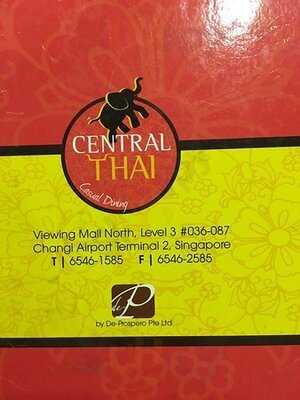 CENTRAL
THAI
Casual Dining
Viewing Mall North, Level 3 #036-087
Changi Airport Terminal 2, Singapore
T | 6546-1585 F | 6546-2585
de P
by De-Prospero Pte Ltd